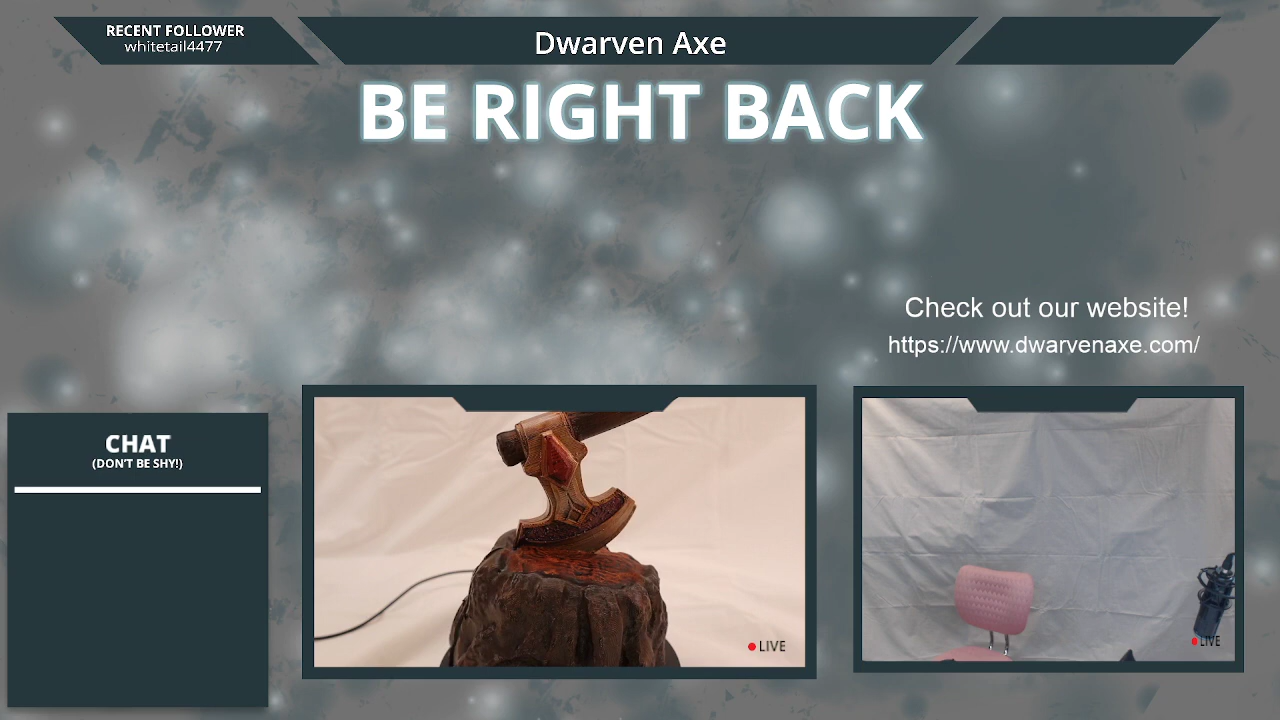 RECENT FOLLOWER
whitetail4477
Dwarven Axe
BE RIGHT BACK
Check out our website!
https://www.dwarvenaxe.com/
CHAT
(DON'T BE SHY!)
LIVE
LIVE